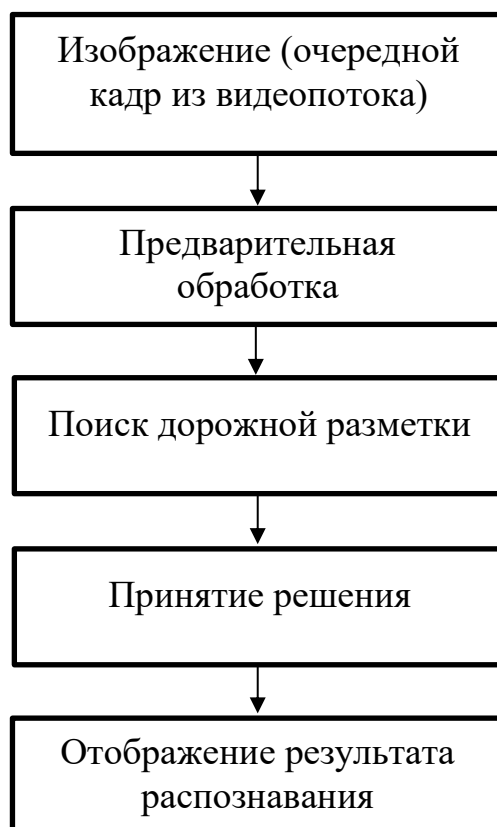 Изображение (очередной
кадр из видеопотока)
Предварительная
обработка
Поиск дорожной разметки
Принятие решения
Отображение результата
распознавания